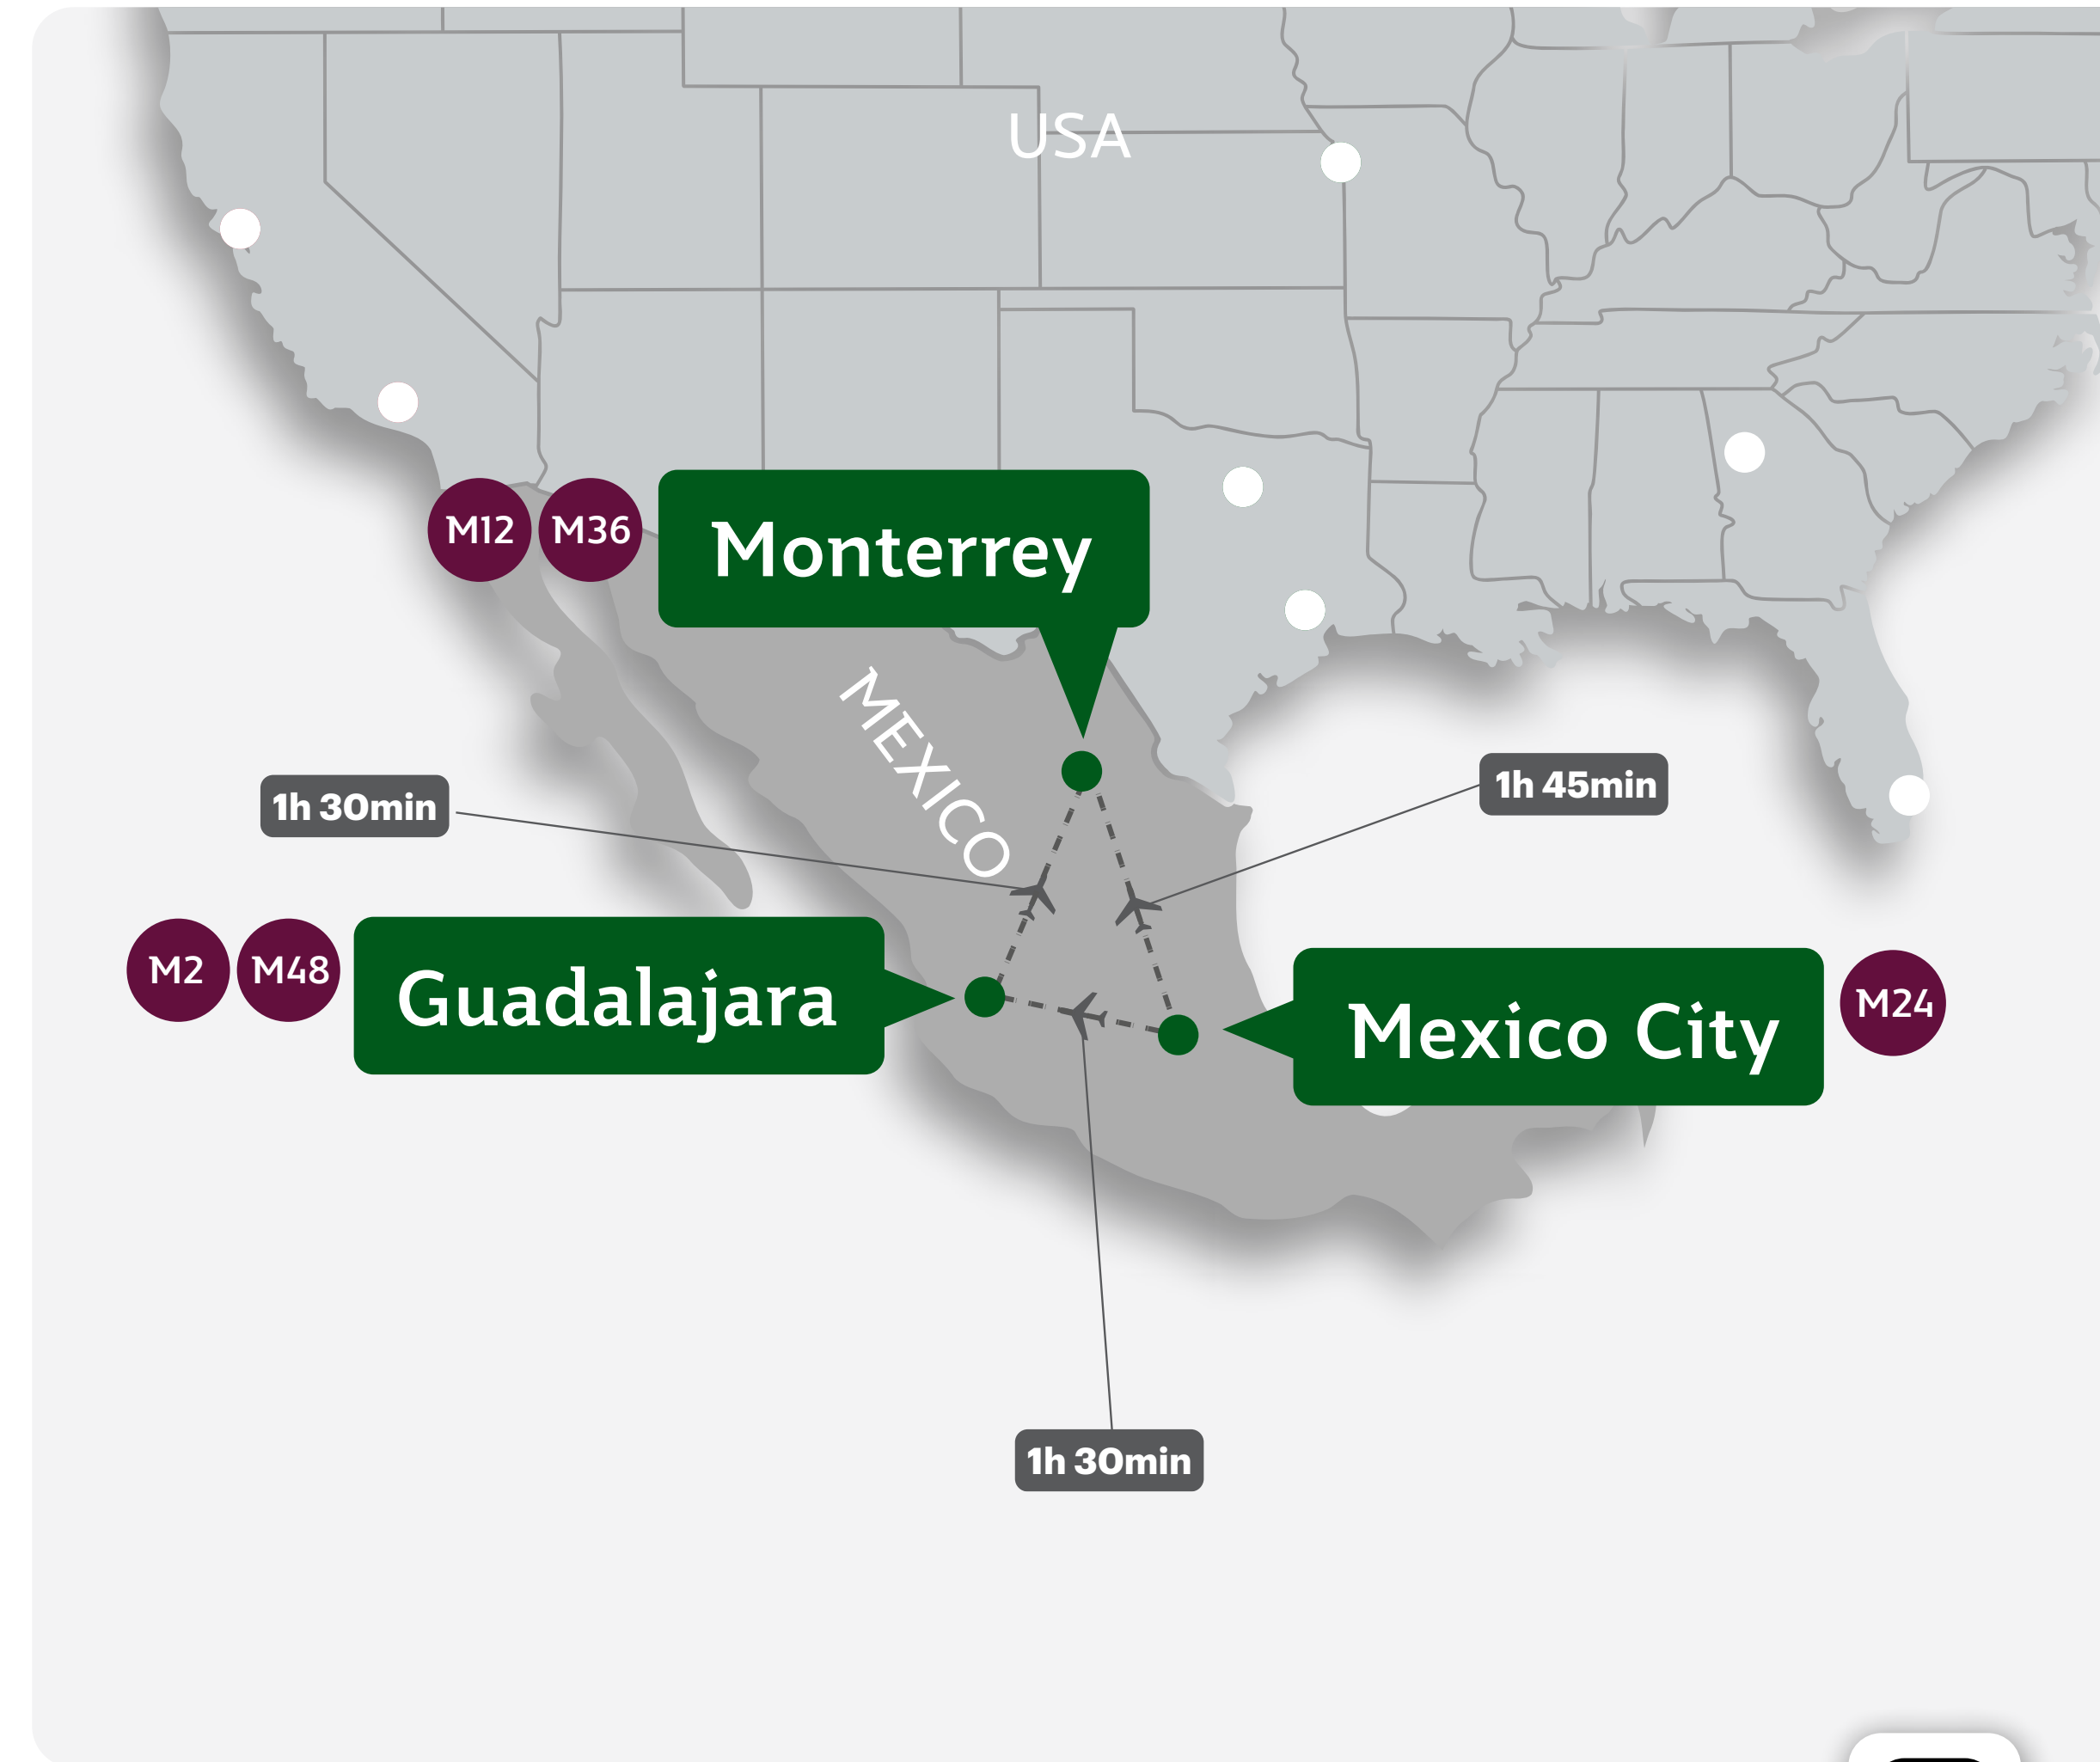 USA
M12
M36
Monterrey
MEXICO
1h 30min
1h 45min
M2
M48
Guadalajara
Mexico City
M24
1h 30min